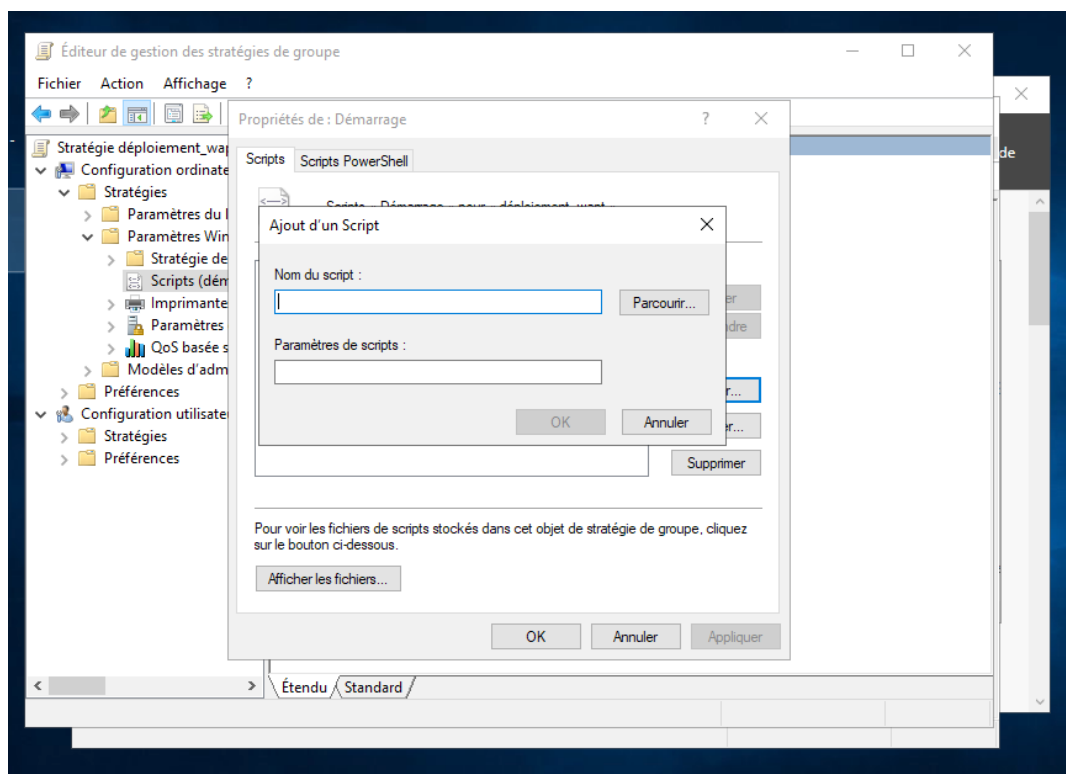 Éditeur de gestion des stratégies de groupe
Fichier Action Affichage ?
Propriétés de : Démarrage ?
Stratégie déploiement_wap
Configuration ordinate
Stratégies
Paramètres du l
Paramètres Win
Stratégie de
Scripts (dém
Imprimante
Paramètres
QoS basée s
Modèles d'adm
Préférences
Configuration utilisate
Stratégies
Préférences
Scripts Scripts PowerShell
Ajout d'un Script
Nom du script :
Parcourir...
Paramètres de scripts :
OK Annuler
er
dre
r...
er...
Supprimer
Pour voir les fichiers de scripts stockés dans cet objet de stratégie de groupe, cliquez
sur le bouton ci-dessous.
Afficher les fichiers...
OK Annuler Appliquer
Étendu Standard
de